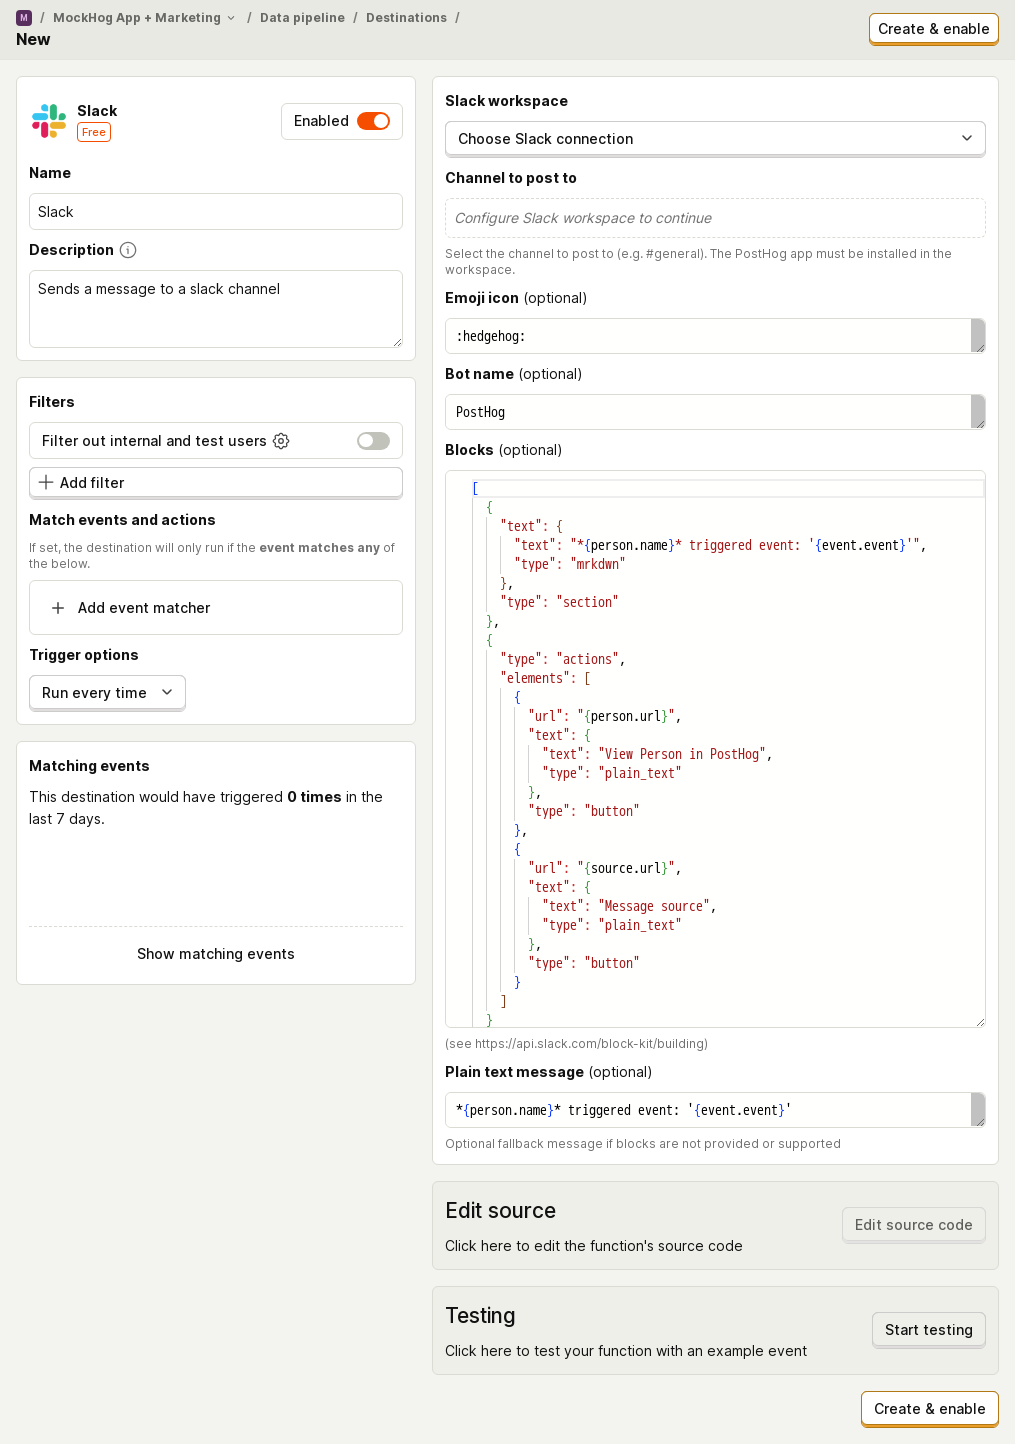 M / MockHog App + Marketing / Data pipeline / Destinations /
New
Create & enable
Slack
Free
Enabled
Name
Slack
Description
Sends a message to a slack channel
Filters
Filter out internal and test users
Add filter
Match events and actions
If set, the destination will only run if the event matches any of
the below.
Add event matcher
Trigger options
Run every time
Matching events
This destination would have triggered 0 times in the
last 7 days.
Show matching events
Slack workspace
Choose Slack connection
Channel to post to
Configure Slack workspace to continue
Select the channel to post to (e.g. #general). The PostHog app must be installed in the
workspace.
Emoji icon (optional)
:hedgehog:
Bot name (optional)
PostHog
Blocks (optional)
[
{
"text": {
"text": "*{person.name}* triggered event: '{event.event}'",
"type": "mrkdwn"
},
"type": "section"
},
{
"type": "actions",
"elements": [
{
"url": "{person.url}",
"text": {
"text": "View Person in PostHog",
"type": "plain_text"
},
"type": "button"
},
{
"url": "{source.url}",
"text": {
"text": "Message source",
"type": "plain_text"
},
"type": "button"
}
]
}
(see https://api.slack.com/block-kit/building)
Plain text message (optional)
*{person.name}* triggered event: '{event.event}'
Optional fallback message if blocks are not provided or supported
Edit source
Click here to edit the function's source code
Edit source code
Testing
Click here to test your function with an example event
Start testing
Create & enable